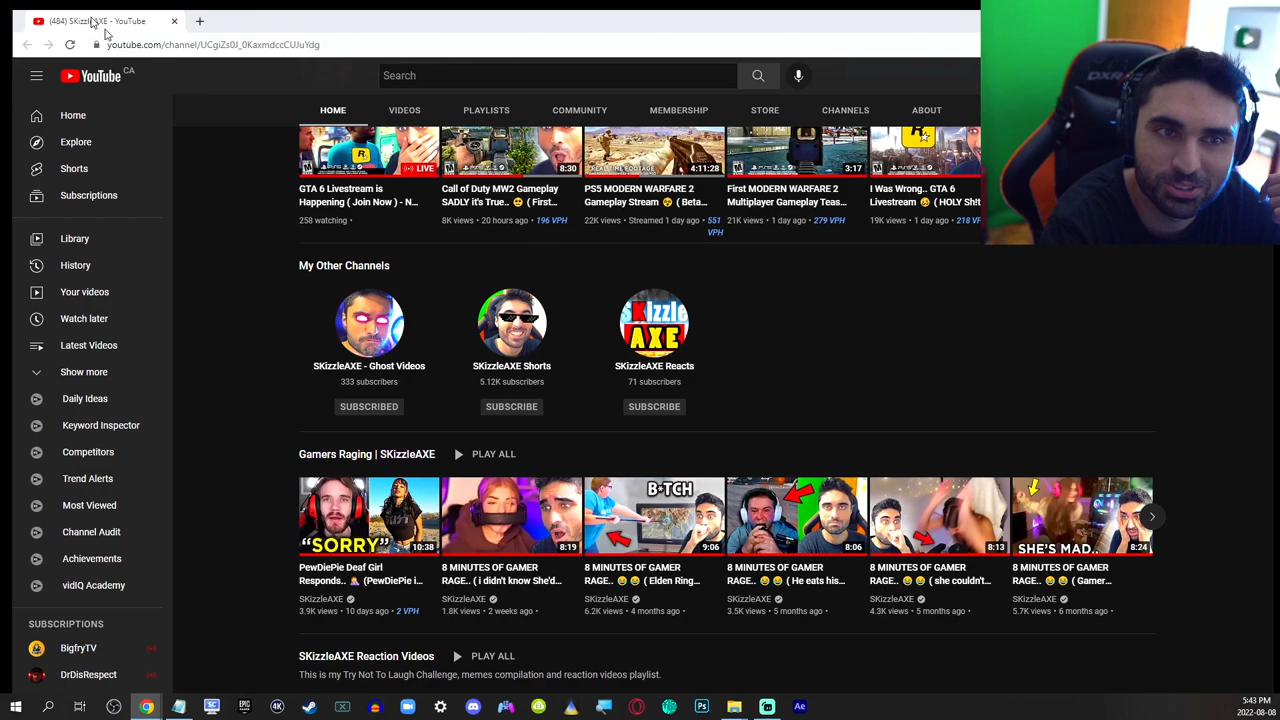 (484) SKizzleAXE - YouTube
youtube.com/channel/UCgiZs0J_0KaxmdccCUJuYdg
YouTube CA
Search
HOME VIDEOS PLAYLISTS COMMUNITY MEMBERSHIP STORE CHANNELS ABOUT
Home
Explore
Shorts
Subscriptions
Library
History
Your videos
Watch later
Latest Videos
Show more
Daily Ideas
Keyword Inspector
Competitors
Trend Alerts
Most Viewed
Channel Audit
Achievements
vidIQ Academy
SUBSCRIPTIONS
BigfryTV
DrDisRespect
LIVE 8:30 4:11:28 3:17
GTA 6 Livestream is
Happening ( Join Now ) - N...
258 watching •
Call of Duty MW2 Gameplay
SADLY it's True.. ( First...
8K views • 20 hours ago • 196 VPH
PS5 MODERN WARFARE 2
Gameplay Stream ( Beta...
22K views • Streamed 1 day ago • 551
VPH
First MODERN WARFARE 2
Multiplayer Gameplay Teas...
21K views • 1 day ago • 279 VPH
I Was Wrong.. GTA 6
Livestream ( HOLY Sh!t
19K views • 1 day ago • 218 V
My Other Channels
SKizzle
AXE
SKizzleAXE - Ghost Videos
333 subscribers
SUBSCRIBED
SKizzleAXE Shorts
5.12K subscribers
SUBSCRIBE
SKizzleAXE Reacts
71 subscribers
SUBSCRIBE
Gamers Raging | SKizzleAXE PLAY ALL
"SORRY" 10:38
8:19
B*TCH
9:06
8:06
8:13
SHE'S MAD.. 8:24
PewDiePie Deaf Girl
Responds.. (PewDiePie i...
SKizzleAXE
3.9K views • 10 days ago • 2 VPH
8 MINUTES OF GAMER
RAGE.. ( i didn't know She'd...
SKizzleAXE
1.8K views • 2 weeks ago •
8 MINUTES OF GAMER
RAGE.. ( Elden Ring...
SKizzleAXE
6.2K views • 4 months ago •
8 MINUTES OF GAMER
RAGE.. ( He eats his...
SKizzleAXE
3.5K views • 5 months ago •
8 MINUTES OF GAMER
RAGE.. ( she couldn't...
SKizzleAXE
4.3K views • 5 months ago •
8 MINUTES OF GAMER
RAGE.. ( Gamer...
SKizzleAXE
5.7K views • 6 months ago •
SKizzleAXE Reaction Videos PLAY ALL
This is my Try Not To Laugh Challenge, memes compilation and reaction videos playlist.
DXR
4K
EPIC
Ps
Ae
5:43 PM
2022-08-08